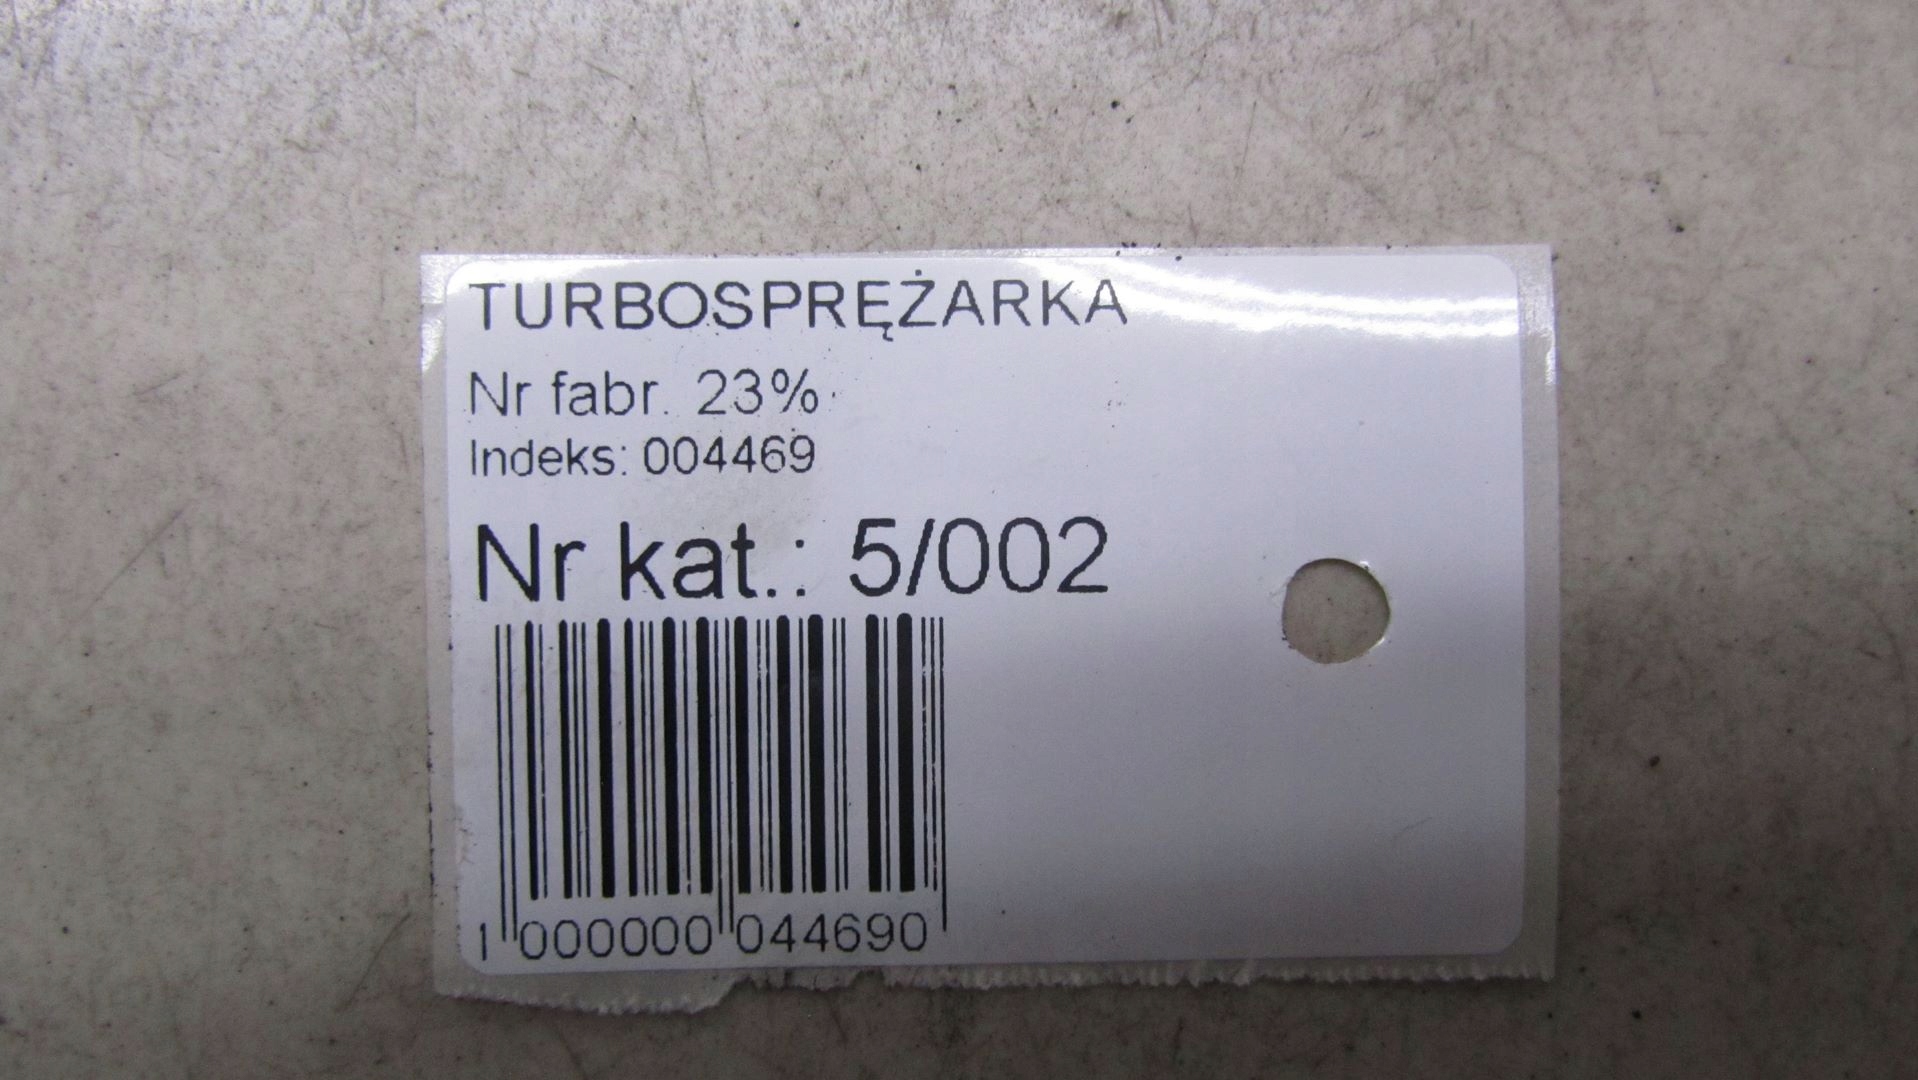 TURBOSPRĘŻARKA
Nr fabr. 23%
Indeks: 004469
Nr kat.: 5/002
1 000000 044690